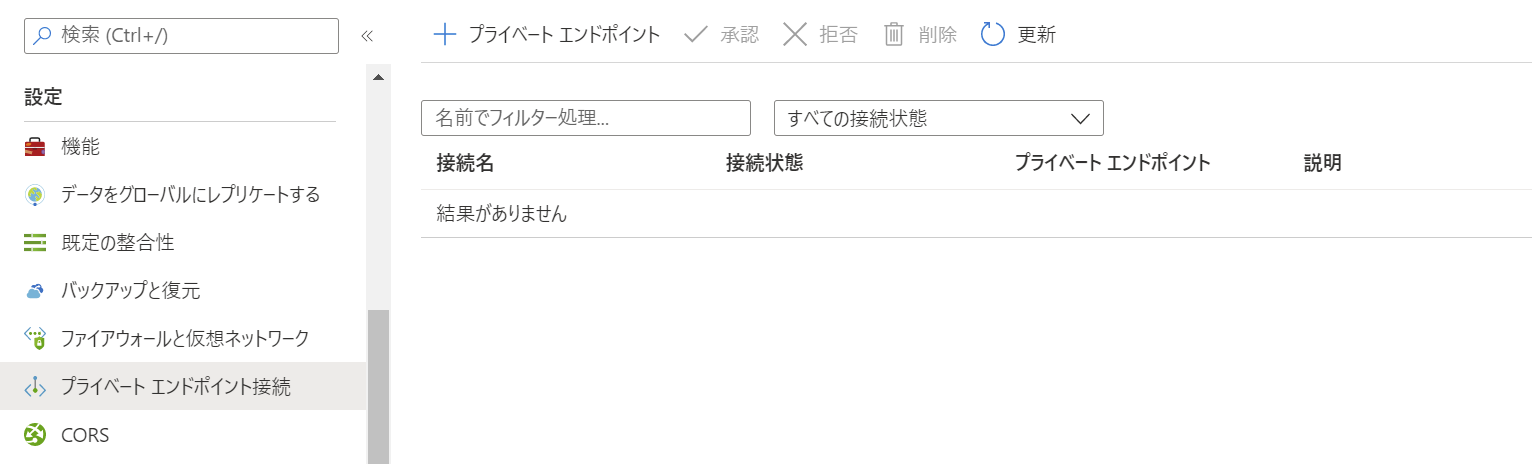 検索 (Ctrl+/)
«
設定
機能
データをグローバルにレプリケートする
既定の整合性
バックアップと復元
ファイアウォールと仮想ネットワーク
プライベート エンドポイント接続
CORS
プライベート エンドポイント 承認 拒否 削除 更新
名前でフィルター処理... すべての接続状態
接続名 接続状態 プライベート エンドポイント 説明
結果がありません